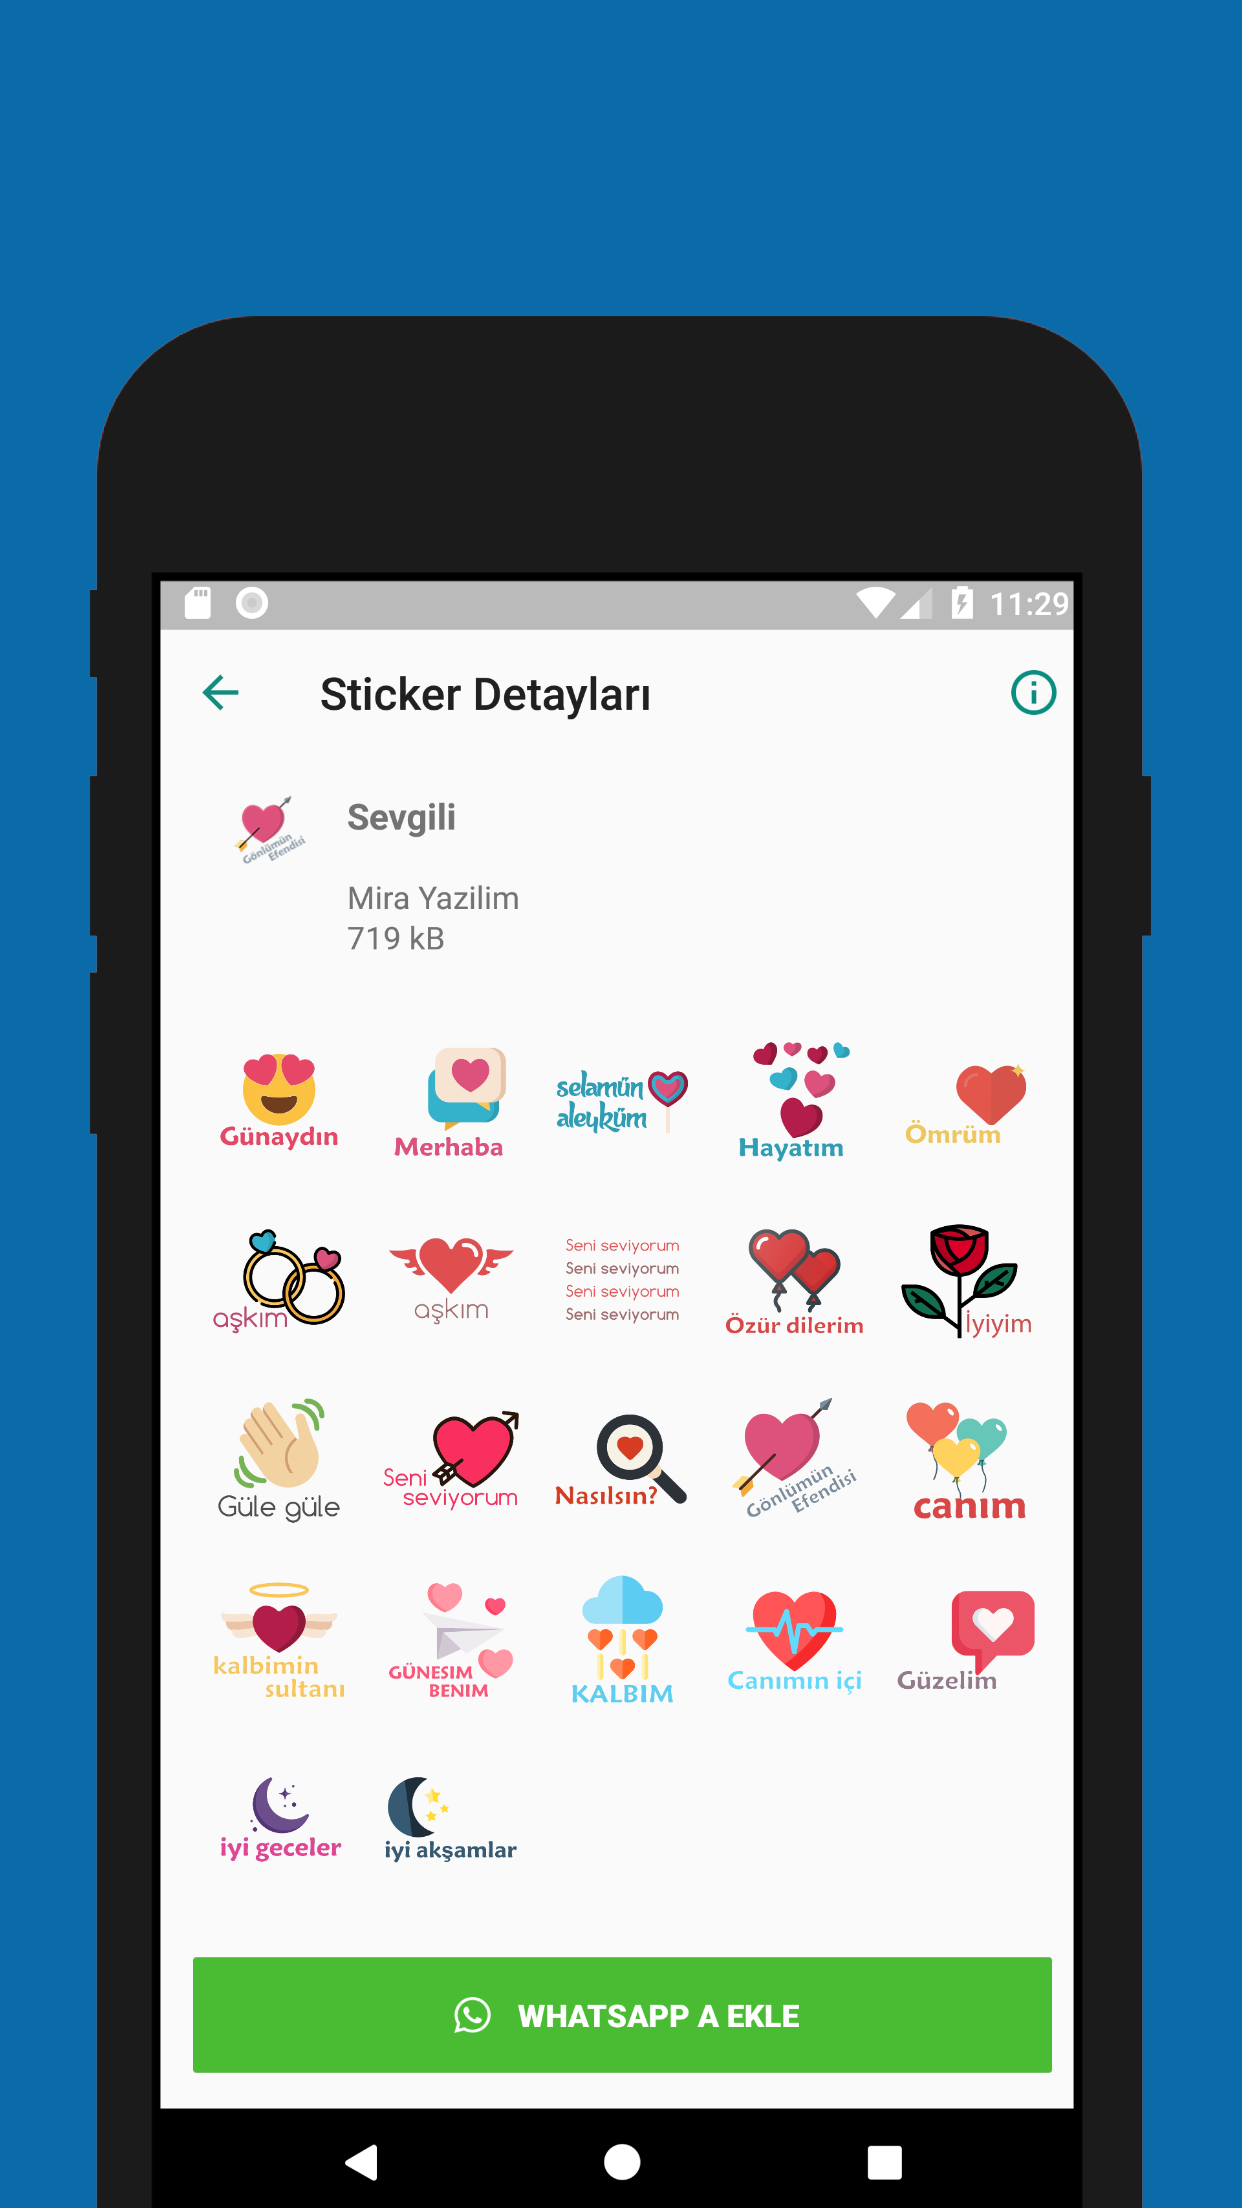 11:29
Sticker Detayları
Gönlümün
Efendisi
Sevgili
Mira Yazilim
719 kB
Günaydın
Merhaba
selamün
aleyküm
Hayatım
Ömrüm
aşkım
aşkım
Seni seviyorum
Seni seviyorum
Seni seviyorum
Seni seviyorum
Özür dilerim
İyiyim
Güle güle
Seni
seviyorum
Nasılsın?
Gönlümün
Efendisi
canım
kalbimin
sultanı
GÜNESIM
BENIM
KALBIM
Canımın içi
Güzelim
iyi geceler
iyi akşamlar
WHATSAPP A EKLE